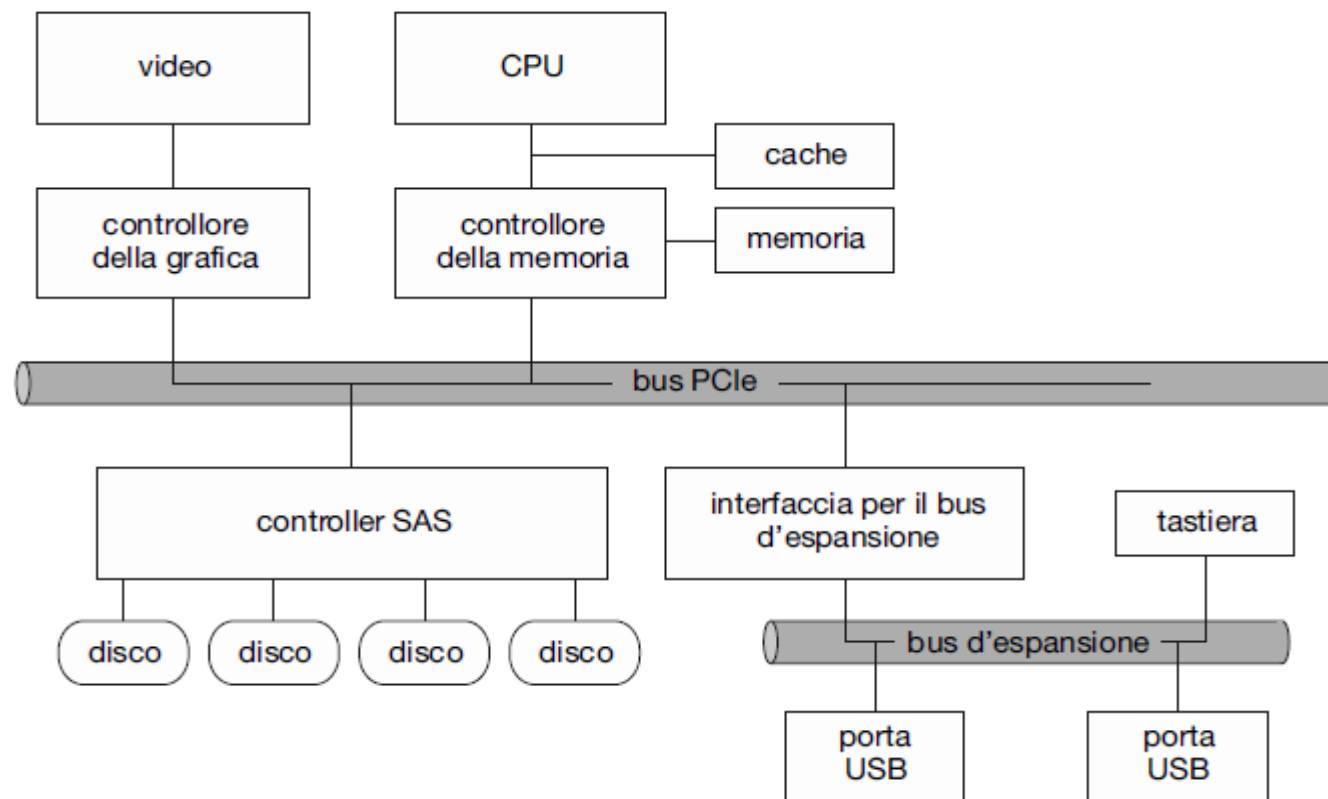 video
CPU
cache
controllore
della grafica
controllore
della memoria
memoria
bus PCIe
controller SAS
interfaccia per il bus
d'espansione
tastiera
disco
disco
disco
disco
bus d'espansione
porta
USB
porta
USB